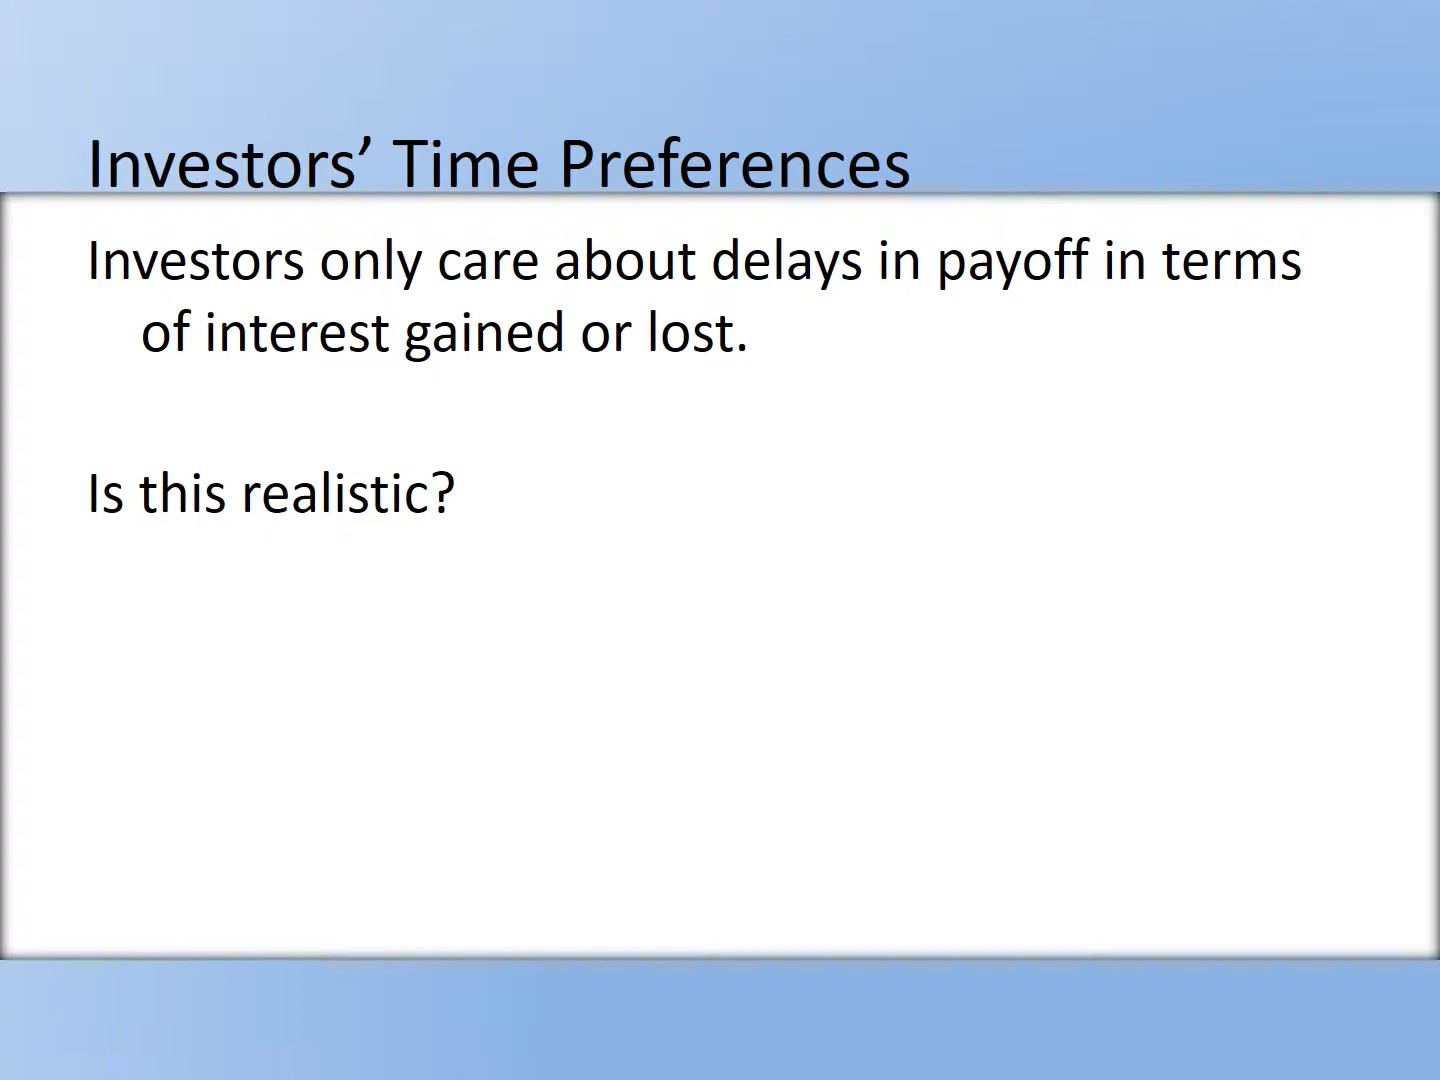 Investors’ Time Preferences
Investors only care about delays in payoff in terms
of interest gained or lost.
Is this realistic?